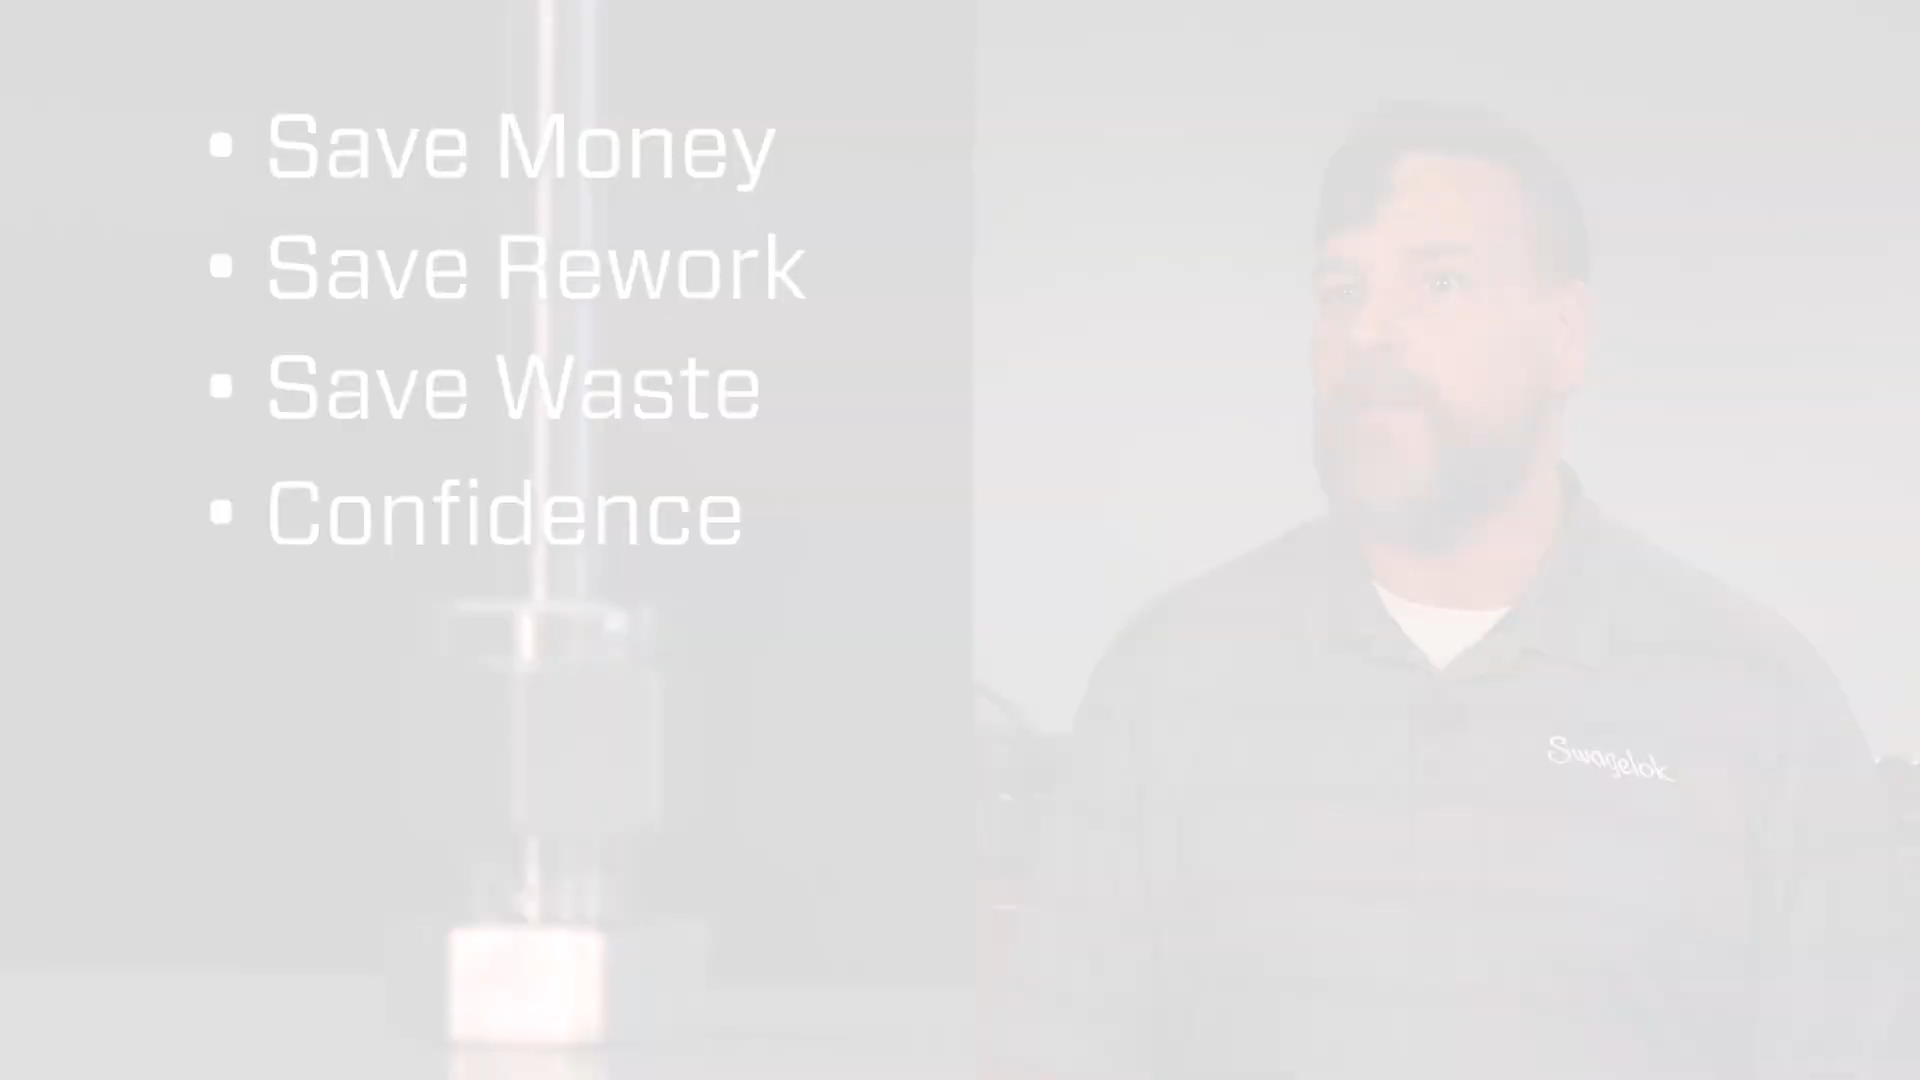 • Save Money
• Save Rework
• Save Waste
• Confidence
Swagelok